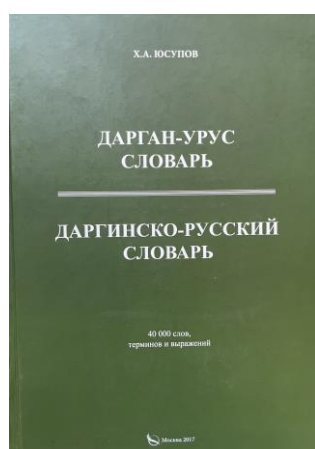 Х.А. ЮСУПОВ
ДАРГАН-УРУС
СЛОВАРЬ
ДАРГИНСКО-РУССКИЙ
СЛОВАРЬ
40 000 слов,
терминов и выражений
Москва 2017